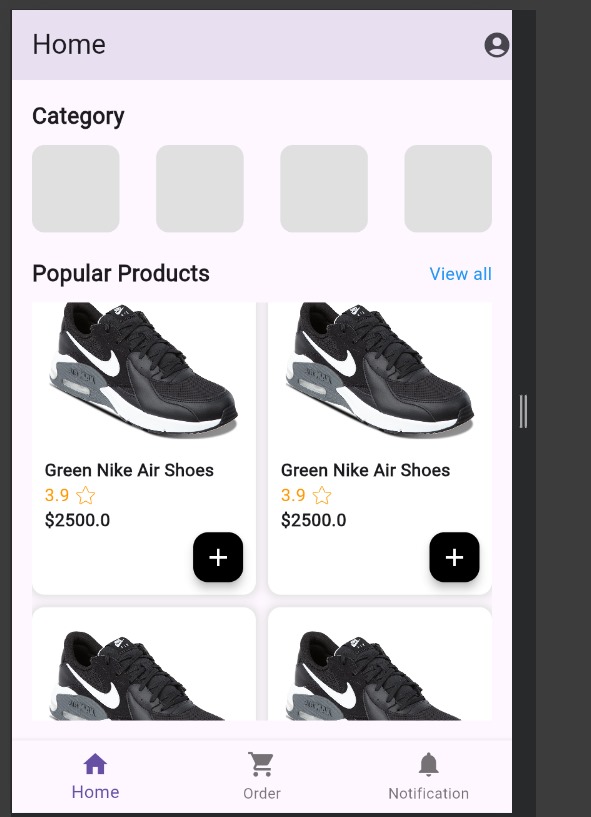 Home
Category
Popular Products View all
Green Nike Air Shoes Green Nike Air Shoes
3.9 3.9
$2500.0 $2500.0
Home Order Notification